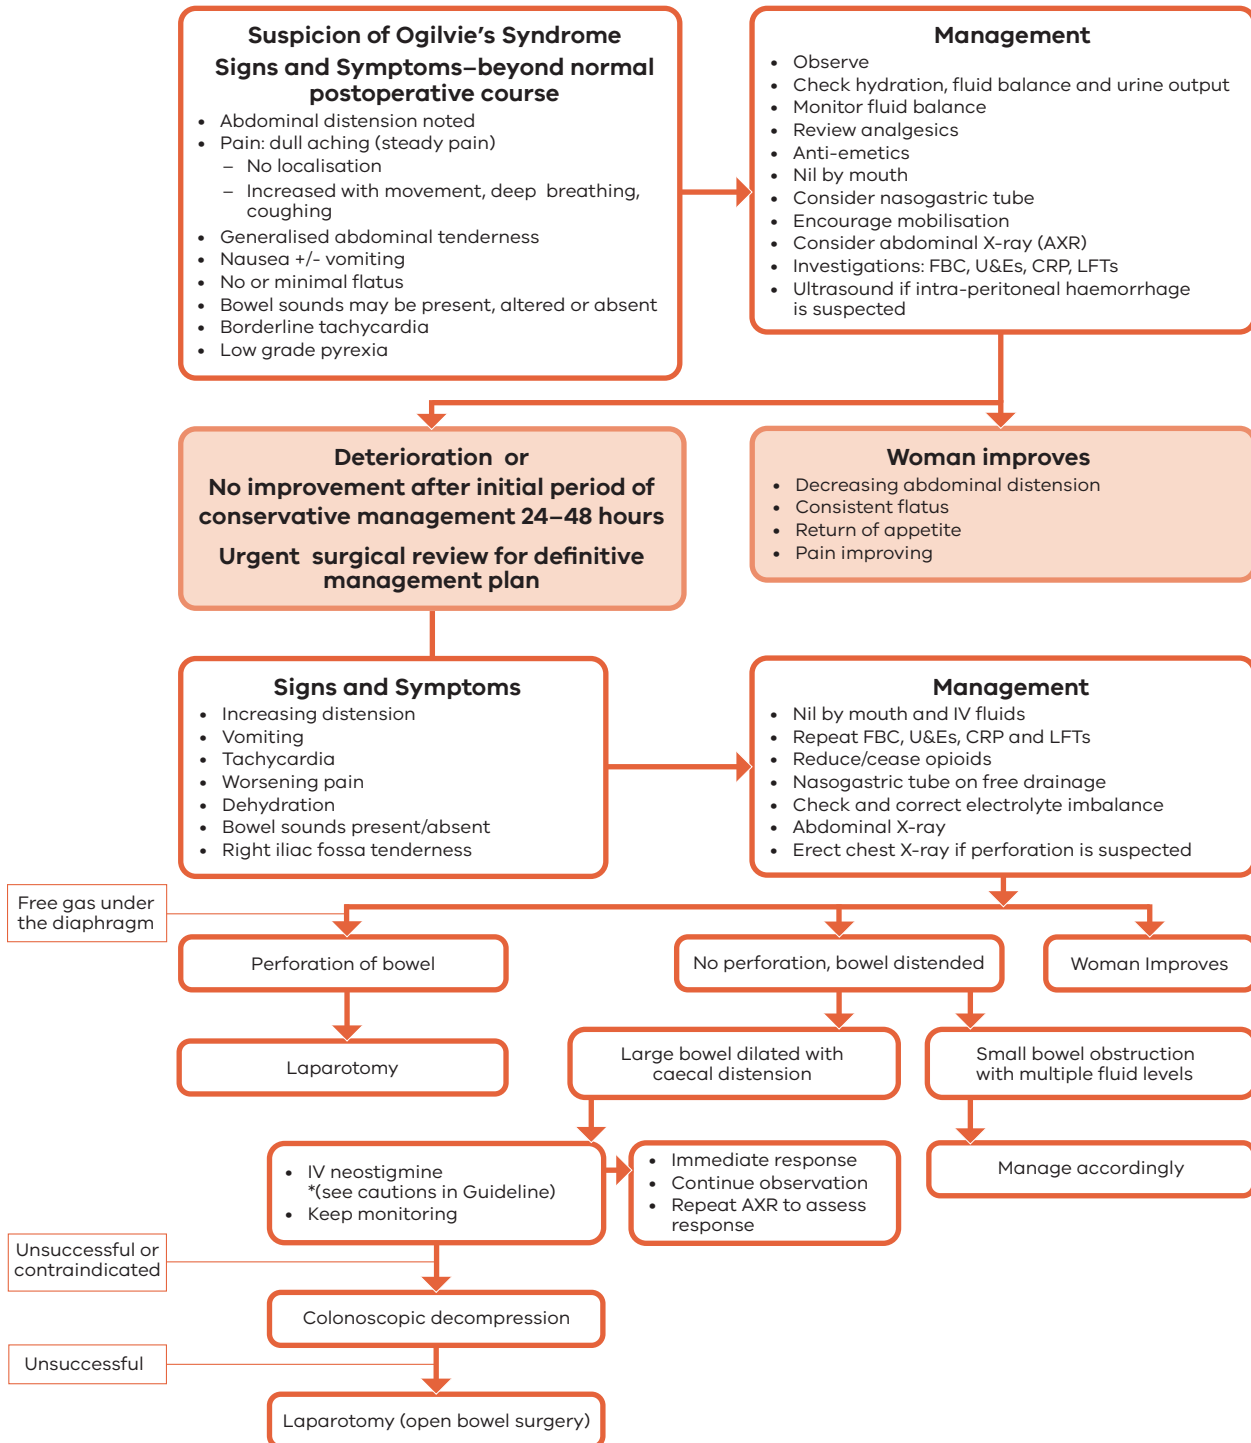 Suspicion of Ogilvie's Syndrome
Signs and Symptoms–beyond normal
postoperative course
• Abdominal distension noted
• Pain: dull aching (steady pain)
– No localisation
– Increased with movement, deep breathing,
coughing
• Generalised abdominal tenderness
• Nausea +/- vomiting
• No or minimal flatus
• Bowel sounds may be present, altered or absent
• Borderline tachycardia
• Low grade pyrexia
Management
• Observe
• Check hydration, fluid balance and urine output
• Monitor fluid balance
• Review analgesics
• Anti-emetics
• Nil by mouth
• Consider nasogastric tube
• Encourage mobilisation
• Consider abdominal X-ray (AXR)
• Investigations: FBC, U&Es, CRP, LFTs
• Ultrasound if intra-peritoneal haemorrhage
is suspected
Deterioration or
No improvement after initial period of
conservative management 24–48 hours
Urgent surgical review for definitive
management plan
Woman improves
• Decreasing abdominal distension
• Consistent flatus
• Return of appetite
• Pain improving
Signs and Symptoms
• Increasing distension
• Vomiting
• Tachycardia
• Worsening pain
• Dehydration
• Bowel sounds present/absent
• Right iliac fossa tenderness
Management
• Nil by mouth and IV fluids
• Repeat FBC, U&Es, CRP and LFTs
• Reduce/cease opioids
• Nasogastric tube on free drainage
• Check and correct electrolyte imbalance
• Abdominal X-ray
• Erect chest X-ray if perforation is suspected
Free gas under
the diaphragm
Perforation of bowel
No perforation, bowel distended
Woman Improves
Laparotomy
Large bowel dilated with
caecal distension
Small bowel obstruction
with multiple fluid levels
• IV neostigmine
*(see cautions in Guideline)
• Keep monitoring
• Immediate response
• Continue observation
• Repeat AXR to assess
response
Manage accordingly
Unsuccessful or
contraindicated
Colonoscopic decompression
Unsuccessful
Laparotomy (open bowel surgery)